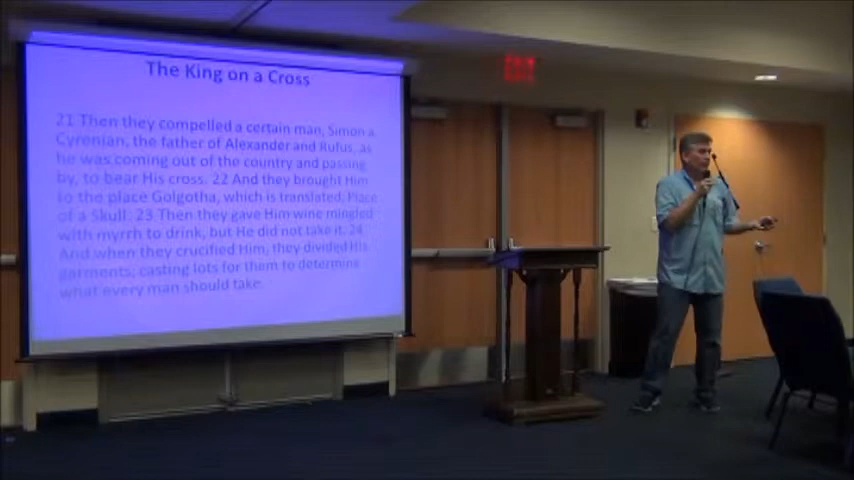 The King on a Cross
EXIT
21 Then they compelled a certain man, Simon a
Cyrenian, the father of Alexander and Rufus, as
he was coming out of the country and passing
by, to bear His cross. 22 And they brought Him
to the place Golgotha, which is translated, Place
of a Skull. 23 Then they gave Him wine mingled
with myrrh to drink, but He did not take it. 24
And when they crucified Him, they divided His
garments, casting lots for them to determine
what every man should take.